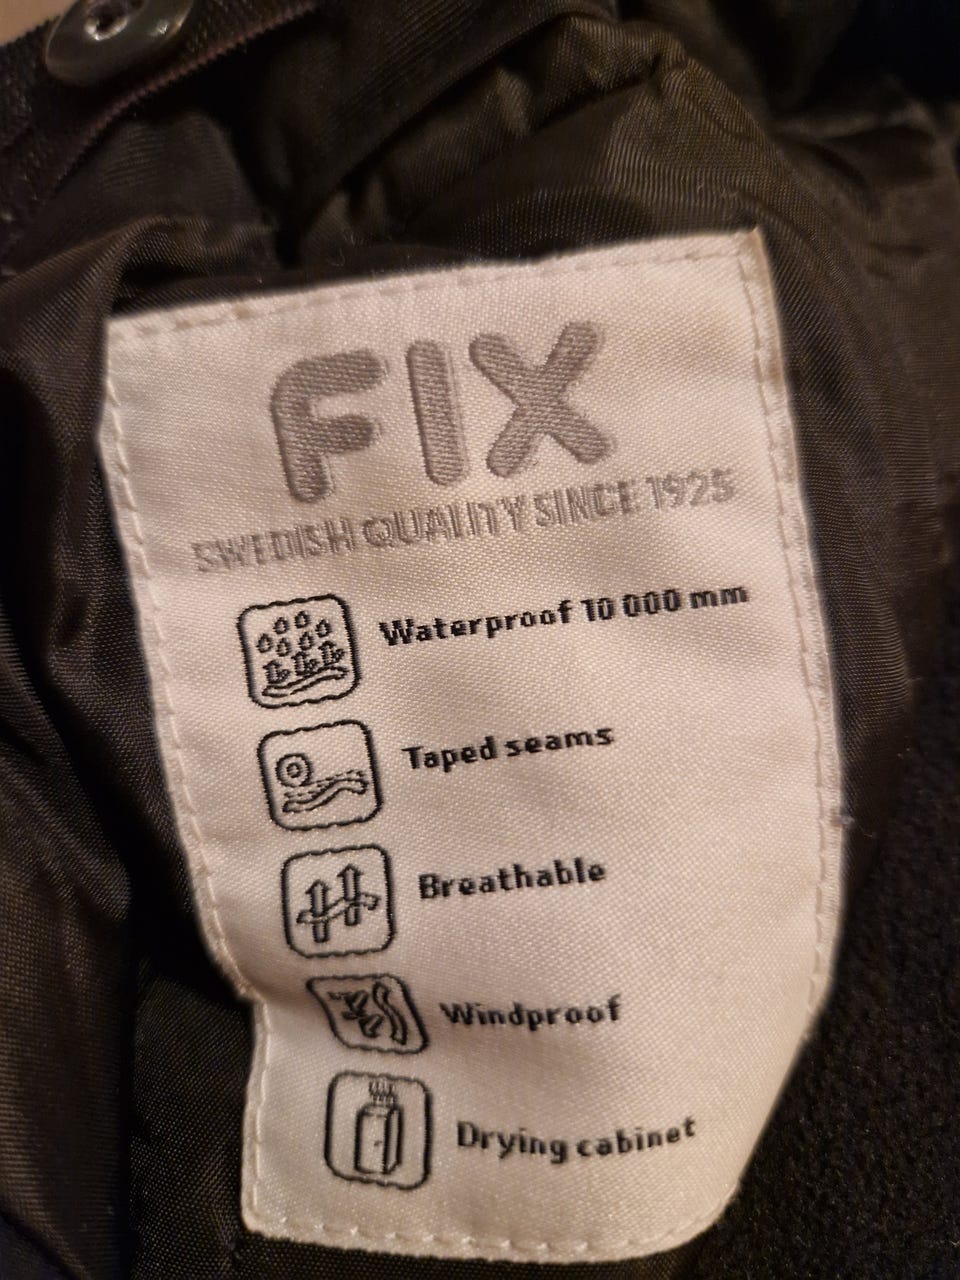 FIX
SWEDISH QUALITY SINCE 1925
Waterproof 10 000 mm
Taped seams
Breathable
Windproof
Drying cabinet